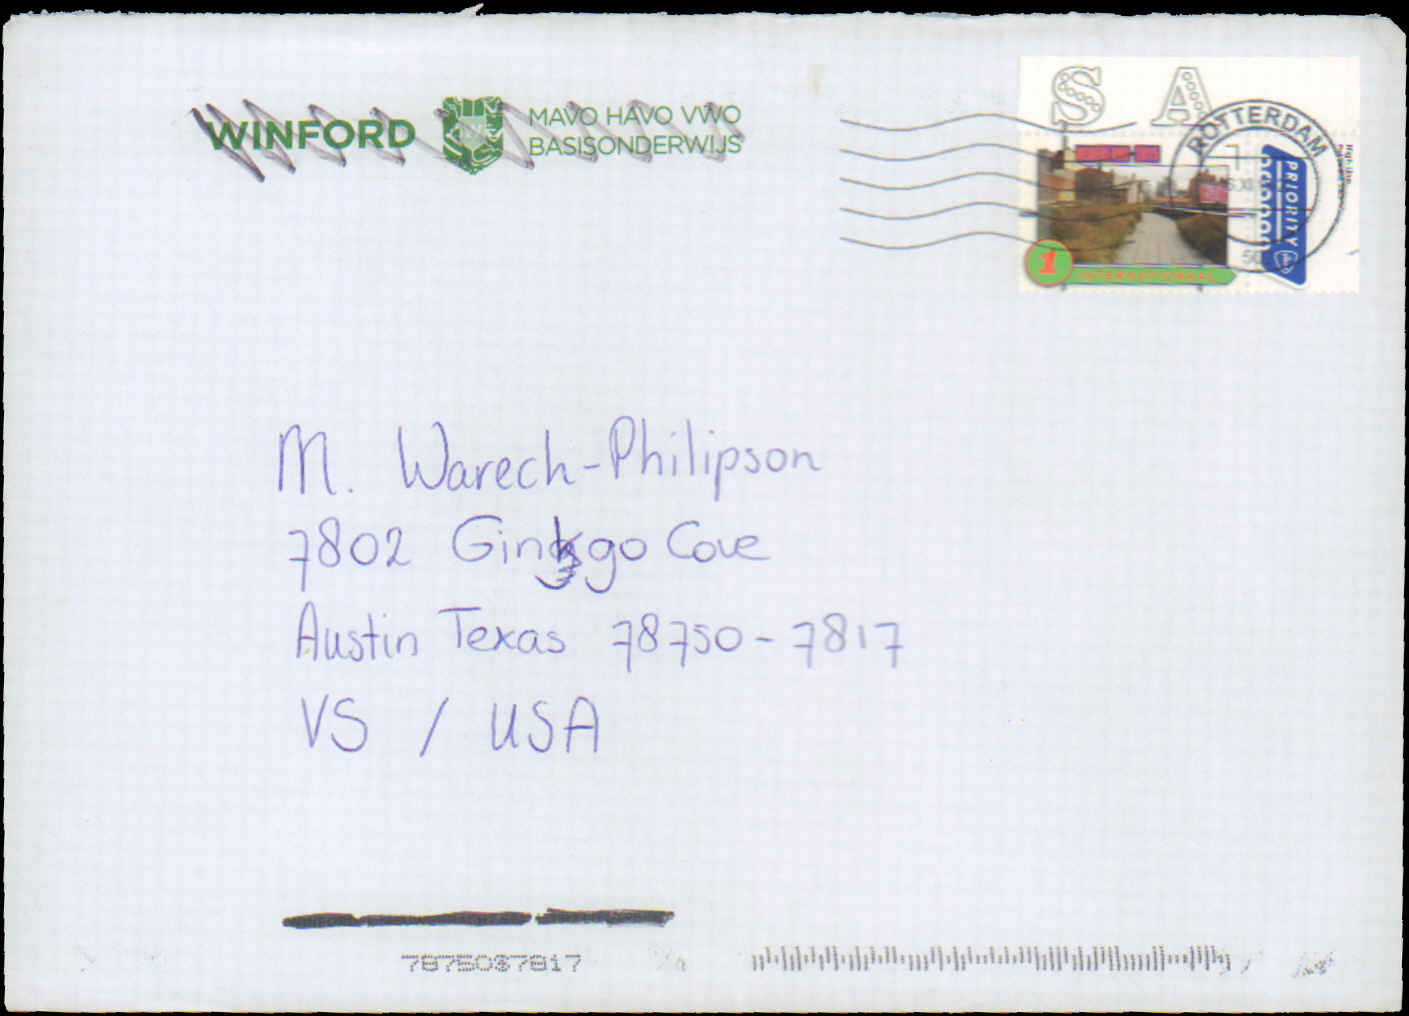 WINFORD
MAVO HAVO VWO
BASISONDERWIJS
S A
ROTTERDAM
PRIORITY
1
INTERNATIONAAL
M. Warech-Philipson
7802 Ginkgo Cove
Austin Texas 78750-7817
VS / USA
78750$7817